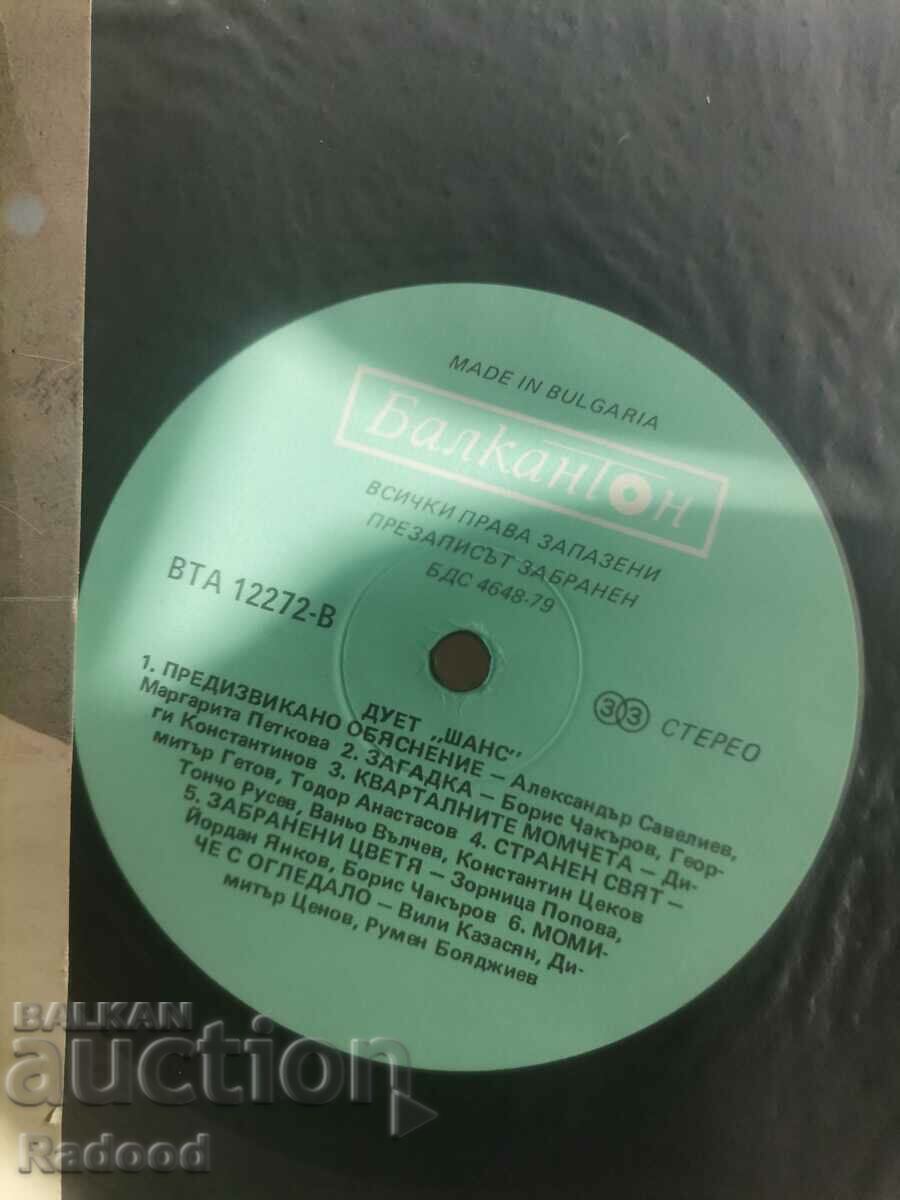 MADE IN BULGARIA
Балкантон
ВСИЧКИ ПРАВА ЗАПАЗЕНИ
ПРЕЗАПИСЪТ ЗАБРАНЕН
БДС 4648-79
ВТА 12272-В
33 СТЕРЕО
ДУЕТ „ШАНС"
1. ПРЕДИЗВИКАНО ОБЯСНЕНИЕ – Александър Савелиев,
Маргарита Петкова 2. ЗАГАДКА – Борис Чакъров, Геор-
ги Константинов 3. КВАРТАЛНИТЕ МОМЧЕТА – Ди-
митър Гетов, Тодор Анастасов 4. СТРАНЕН СВЯТ –
Тончо Русев, Ваньо Вълчев, Константин Цеков
5. ЗАБРАНЕНИ ЦВЕТЯ – Зорница Попова,
Йордан Янков, Борис Чакъров 6. МОМИ-
ЧЕ С ОГЛЕДАЛО – Вили Казасян, Ди-
митър Ценов, Румен Бояджиев
BALKAN
auction
Radood